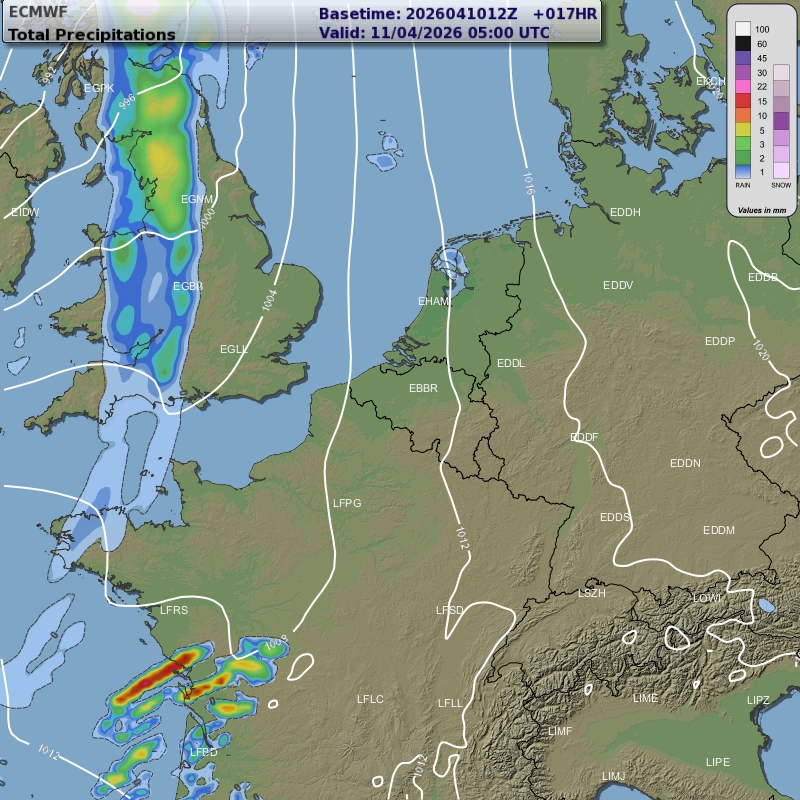 ECMWF
Basetime: 2026041012Z +017HR
Total Precipitations
Valid: 11/04/2026 05:00 UTC
100
60
45
30
22
15
10
5
3
2
1
RAIN
SNOW
Values in mm
EGPK
EKCH
996
1016
EIDW
EGNM
1000
EDDH
EGBB
1004
EHAM
EDDV
EDDB
EGLL
EDDL
EDDP
1020
EBBR
EDDF
EDDN
LFPG
EDDS
EDDM
1012
LFRS
LFSD
LSZH
LOWI
1008
LFLC
LFLL
LIME
LIPZ
LIMF
1012
LFBD
1012
LIPE
LIMJ